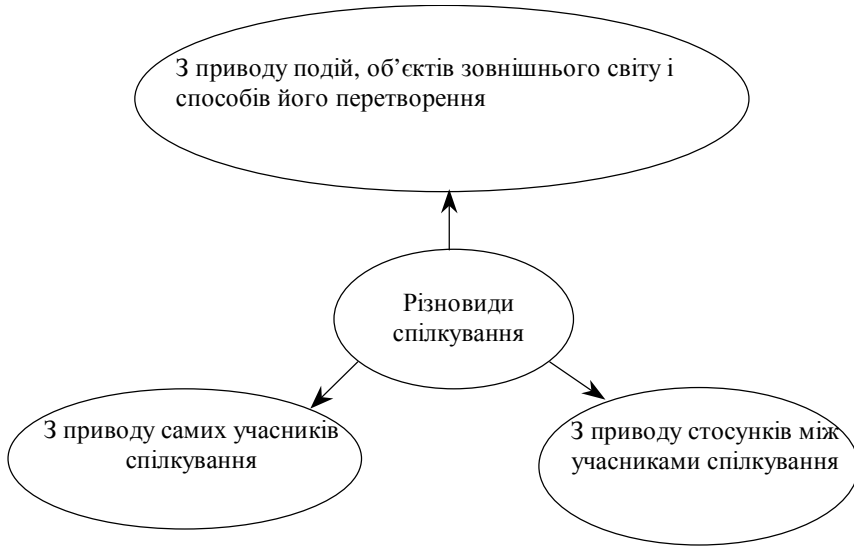 З приводу подій, об’єктів зовнішнього світу і
способів його перетворення
Різновиди
спілкування
З приводу самих учасників
спілкування
З приводу стосунків між
учасниками спілкування